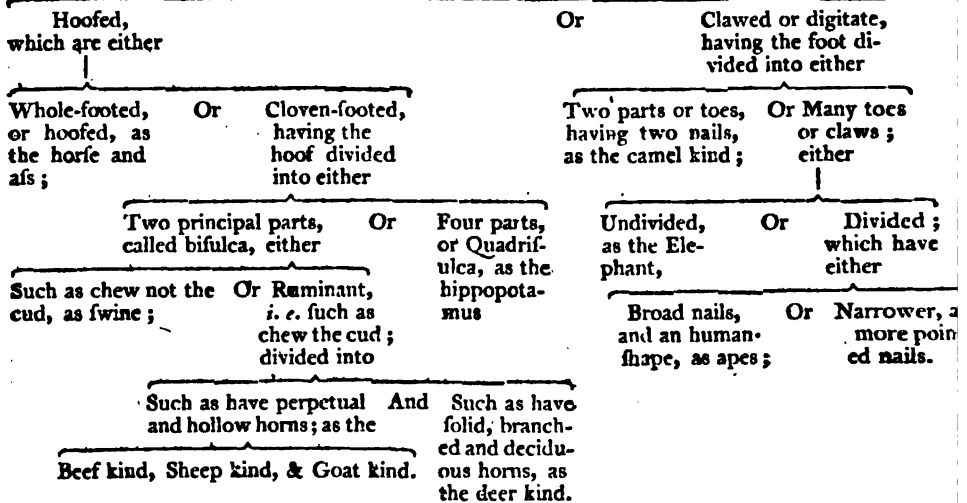 Hoofed, Or Clawed or digitate,
which are either having the foot di-
vided into either
Whole-footed, Or Cloven-footed, Two parts or toes, Or Many toes
or hoofed, as having the having two nails, or claws ;
the horſe and hoof divided as the camel kind ; either
aſs ; into either
Two principal parts, Or Four parts, Undivided, Or Divided ;
called bifulca, either or Quadriſ- as the Ele- which have
ulca, as the phant, either
Such as chew not the Or Ruminant, hippopota-
cud, as ſwine ; i. e. ſuch as mus Broad nails, Or Narrower,
chew the cud ; and an human- more poin
divided into ſhape, as apes ; ed nails.
Such as have perpetual And Such as have
and hollow horns ; as the ſolid, branch-
ed and decidu-
Beef kind, Sheep kind, & Goat kind. ous horns, as
the deer kind.